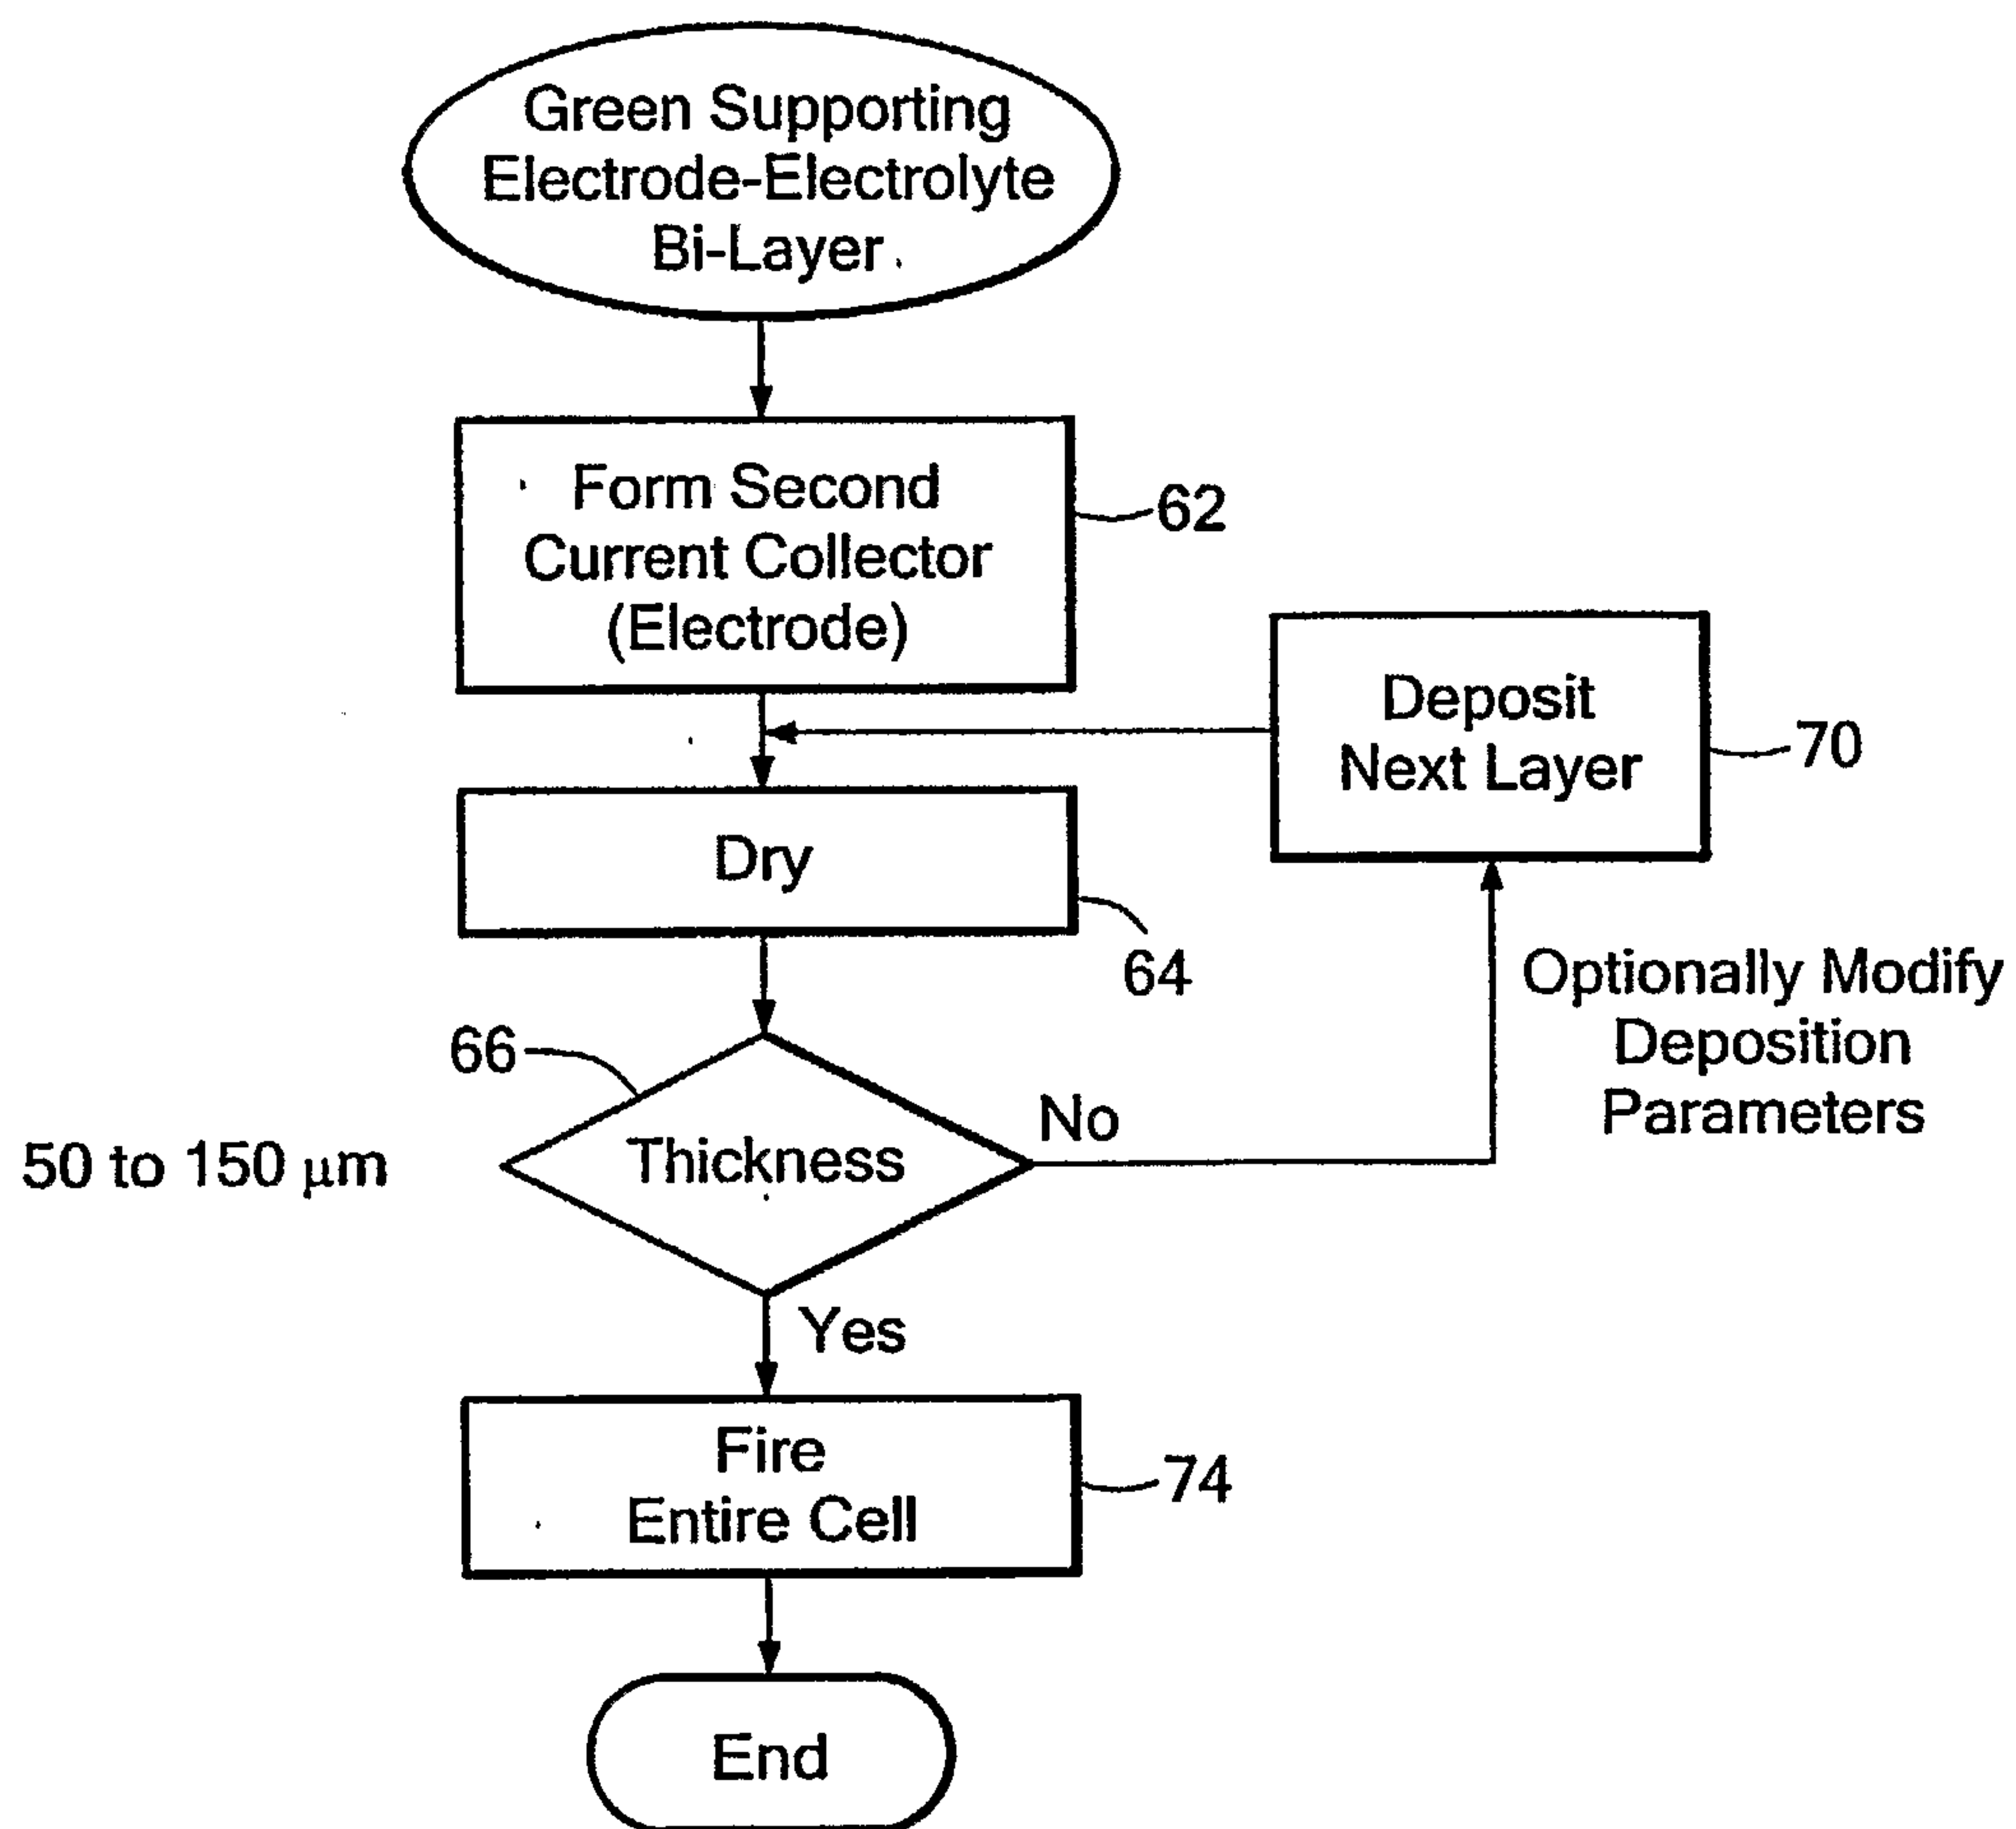 Green Supporting
Electrode-Electrolyte
Bi-Layer
Form Second
Current Collector
(Electrode)
62
Deposit
Next Layer
70
Dry
64
Optionally Modify
Deposition
Parameters
66
No
50 to 150 μm
Thickness
Yes
Fire
Entire Cell
74
End